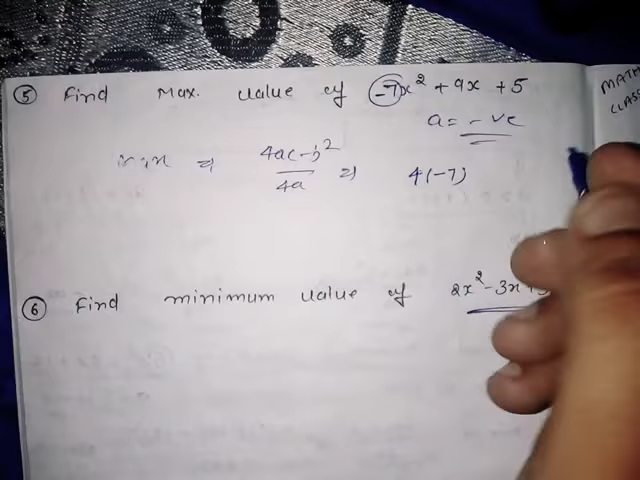 ⑤ Find Max. value of -7x² + 9x + 5
a = -ve
4ac-b²
4a
4(-7)
⑥ Find minimum value of 2x² - 3x +
MATH
CLASS